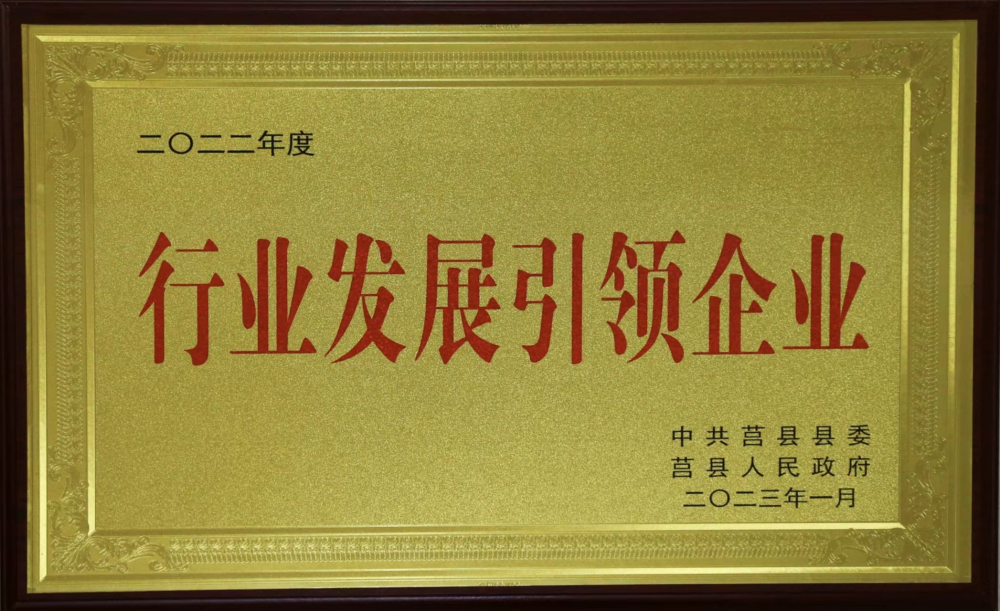 二〇二二年度
行业发展引领企业
中共莒县县委
莒县人民政府
二〇二三年一月